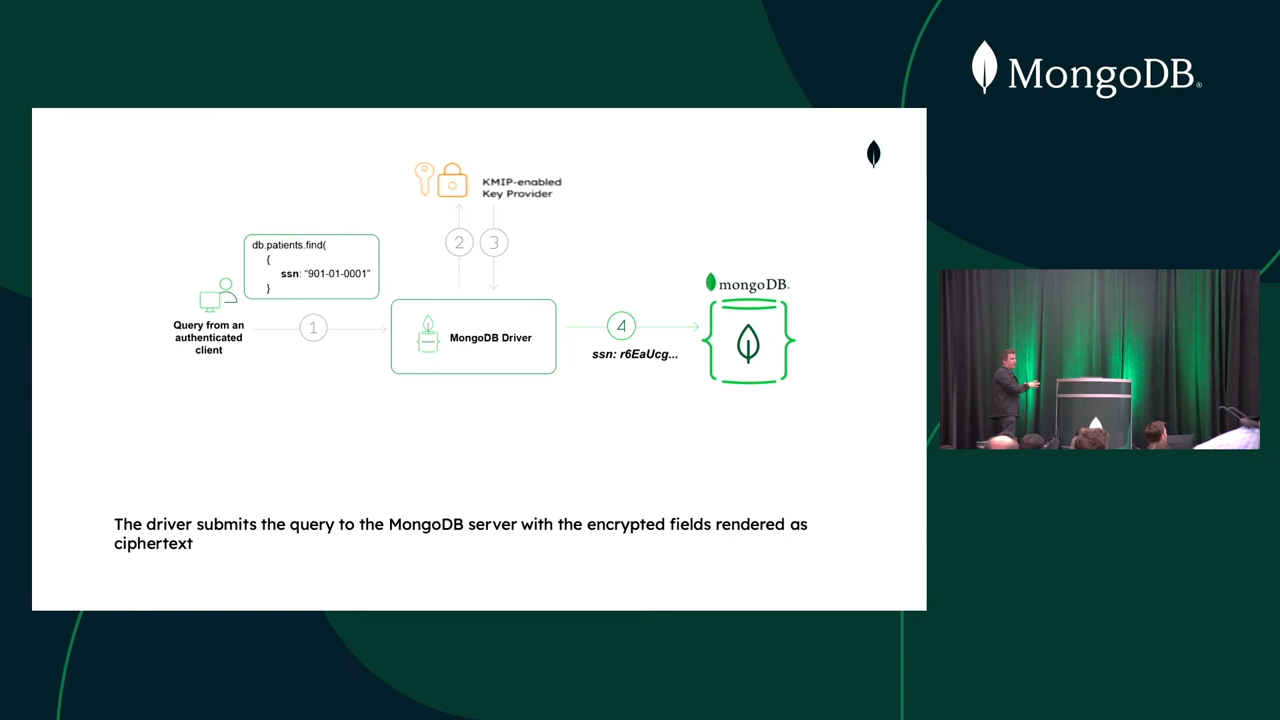 MongoDB®
KMIP-enabled
Key Provider
2
3
db.patients.find(
{
ssn: “901-01-0001”
}
Query from an
authenticated
client
1
MongoDB Driver
4
ssn: r6EaUcg...
mongoDB.
The driver submits the query to the MongoDB server with the encrypted fields rendered as
ciphertext